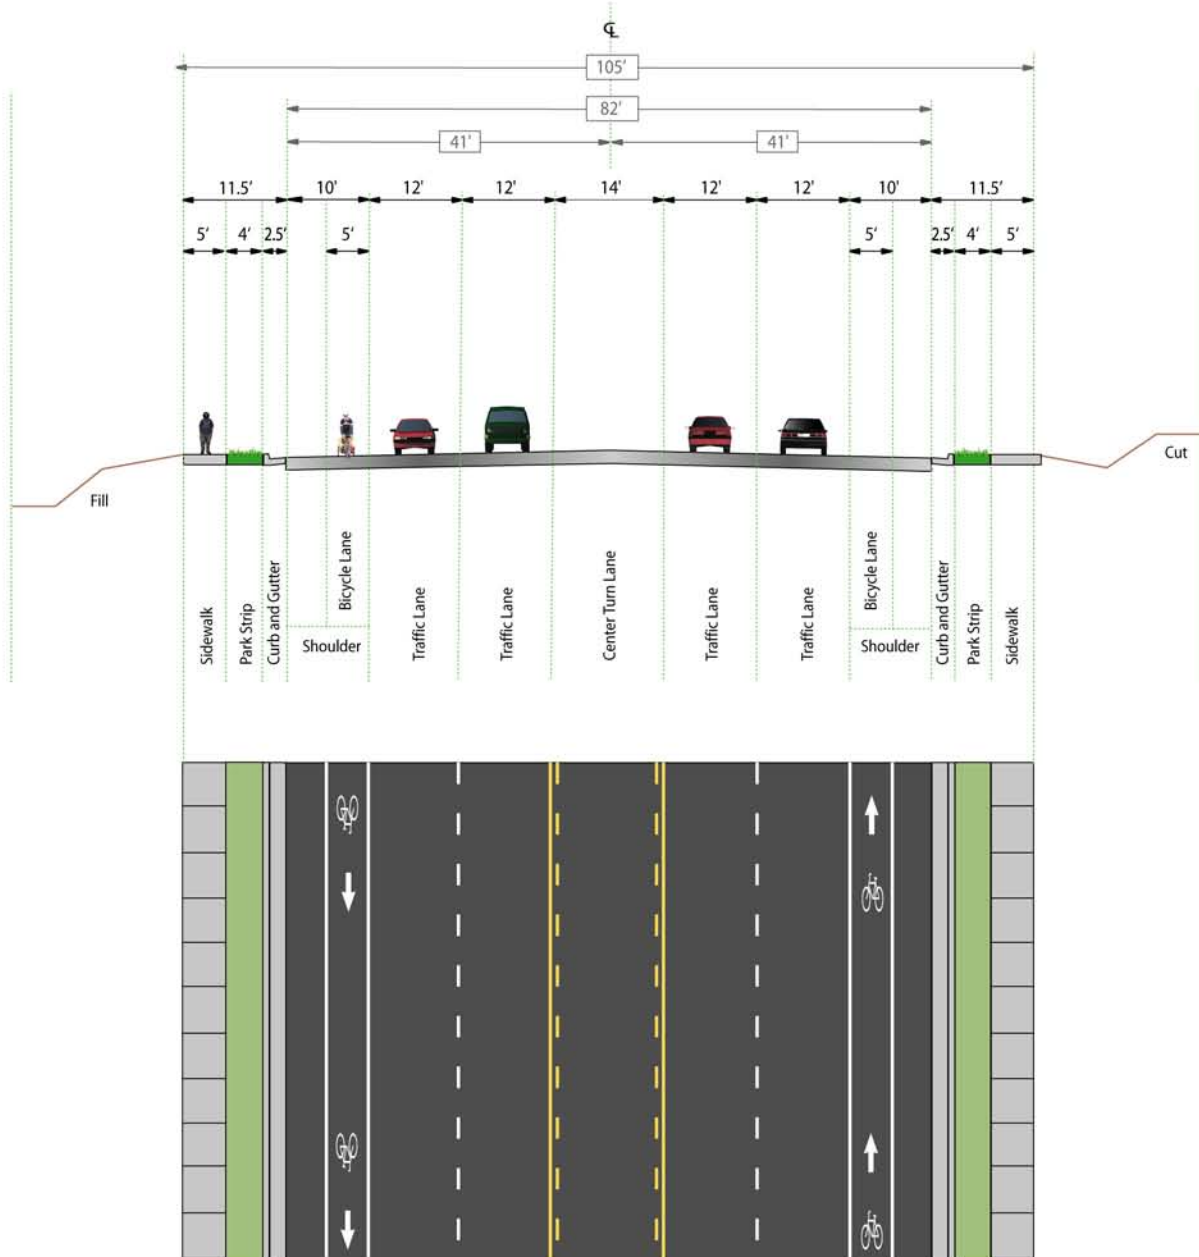 ℄
105'
82'
41' 41'
11.5' 10' 12' 12' 14' 12' 12' 10' 11.5'
5' 4' 2.5' 5' 5' 2.5' 4' 5'
Fill
Cut
Sidewalk
Park Strip
Curb and Gutter
Shoulder
Bicycle Lane
Traffic Lane
Traffic Lane
Center Turn Lane
Traffic Lane
Traffic Lane
Bicycle Lane
Shoulder
Curb and Gutter
Park Strip
Sidewalk